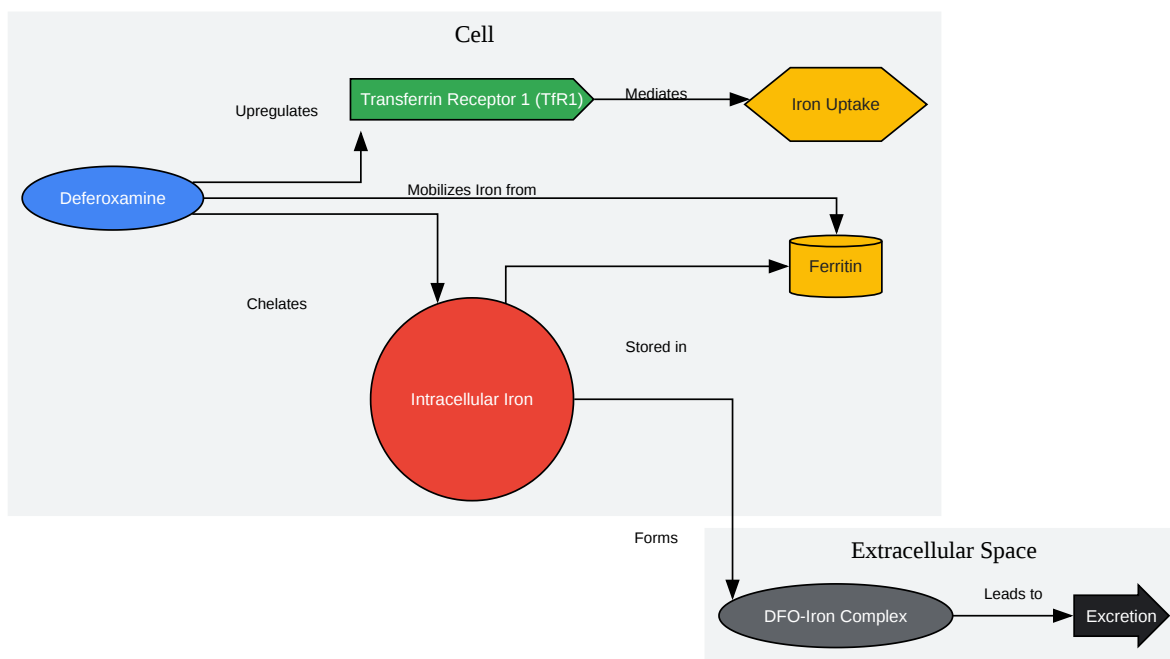 Cell
Upregulates
Transferrin Receptor 1 (TfR1)
Mediates
Iron Uptake
Deferoxamine
Mobilizes Iron from
Ferritin
Chelates
Stored in
Intracellular Iron
Forms
Extracellular Space
DFO-Iron Complex
Leads to
Excretion